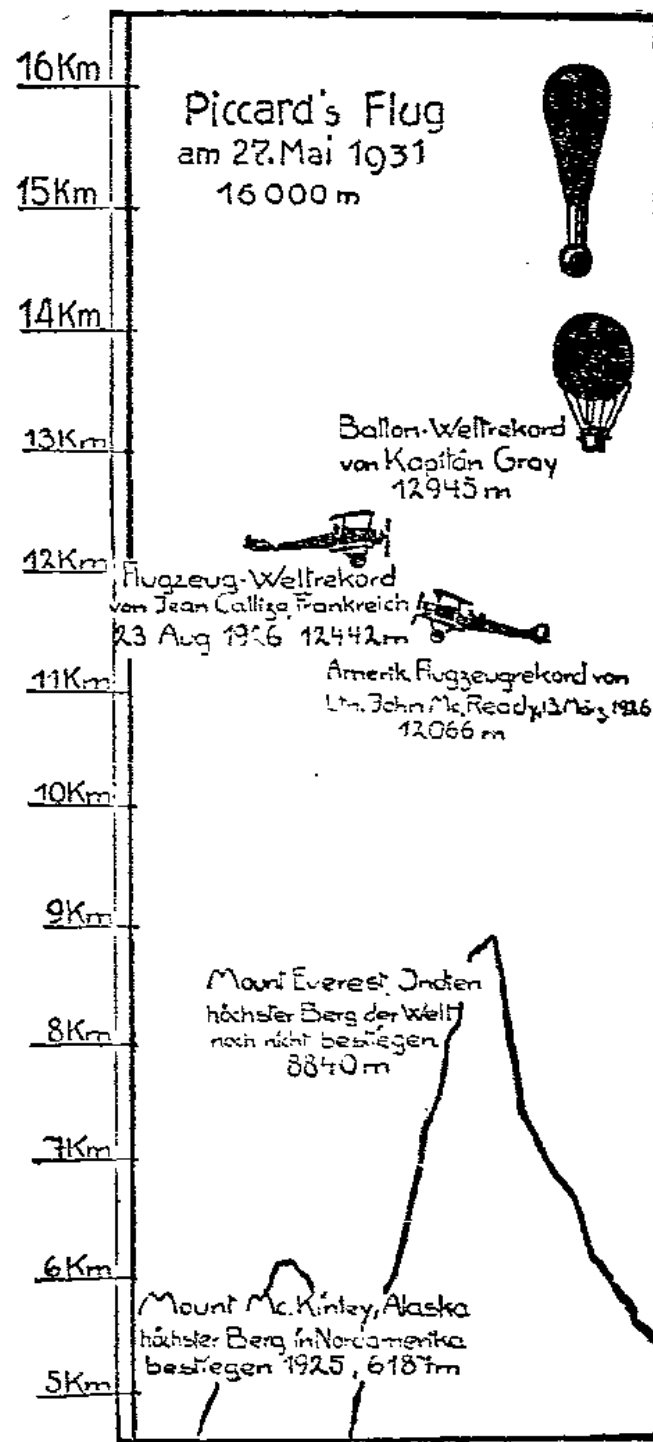 16Km
Piccard's Flug
am 27. Mai 1931
16000 m
15Km
14Km
Ballon-Weltrekord
von Kapitän Gray
12945 m
13Km
12Km
Flugzeug-Weltrekord
von Jean Callizo, Frankreich
23 Aug 1926 12442m
Amerik. Flugzeugrekord von
Ltn. John Mc. Ready, 13 März 1926
12066 m
11Km
10Km
9Km
Mount Everest, Indien
höchster Berg der Welt
noch nicht bestiegen
8840 m
8Km
7Km
6Km
Mount Mc. Kinley, Alaska
höchster Berg in Nordamerika
bestiegen 1925, 6187m
5Km